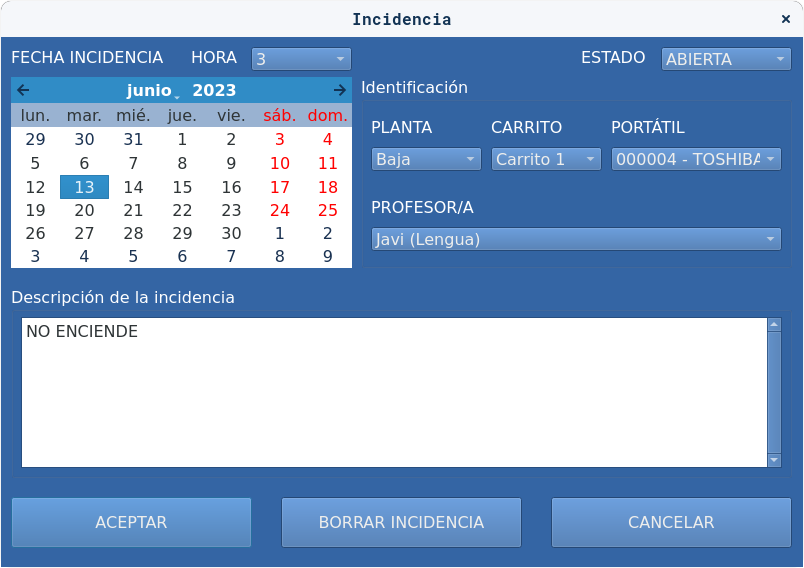 Incidencia ×
FECHA INCIDENCIA HORA 3 ESTADO ABIERTA
junio 2023
lun. mar. mié. jue. vie. sáb. dom.
29 30 31 1 2 3 4
5 6 7 8 9 10 11
12 13 14 15 16 17 18
19 20 21 22 23 24 25
26 27 28 29 30 1 2
3 4 5 6 7 8 9
Identificación
PLANTA CARRITO PORTÁTIL
Baja Carrito 1 000004 - TOSHIBA
PROFESOR/A
Javi (Lengua)
Descripción de la incidencia
NO ENCIENDE
ACEPTAR BORRAR INCIDENCIA CANCELAR